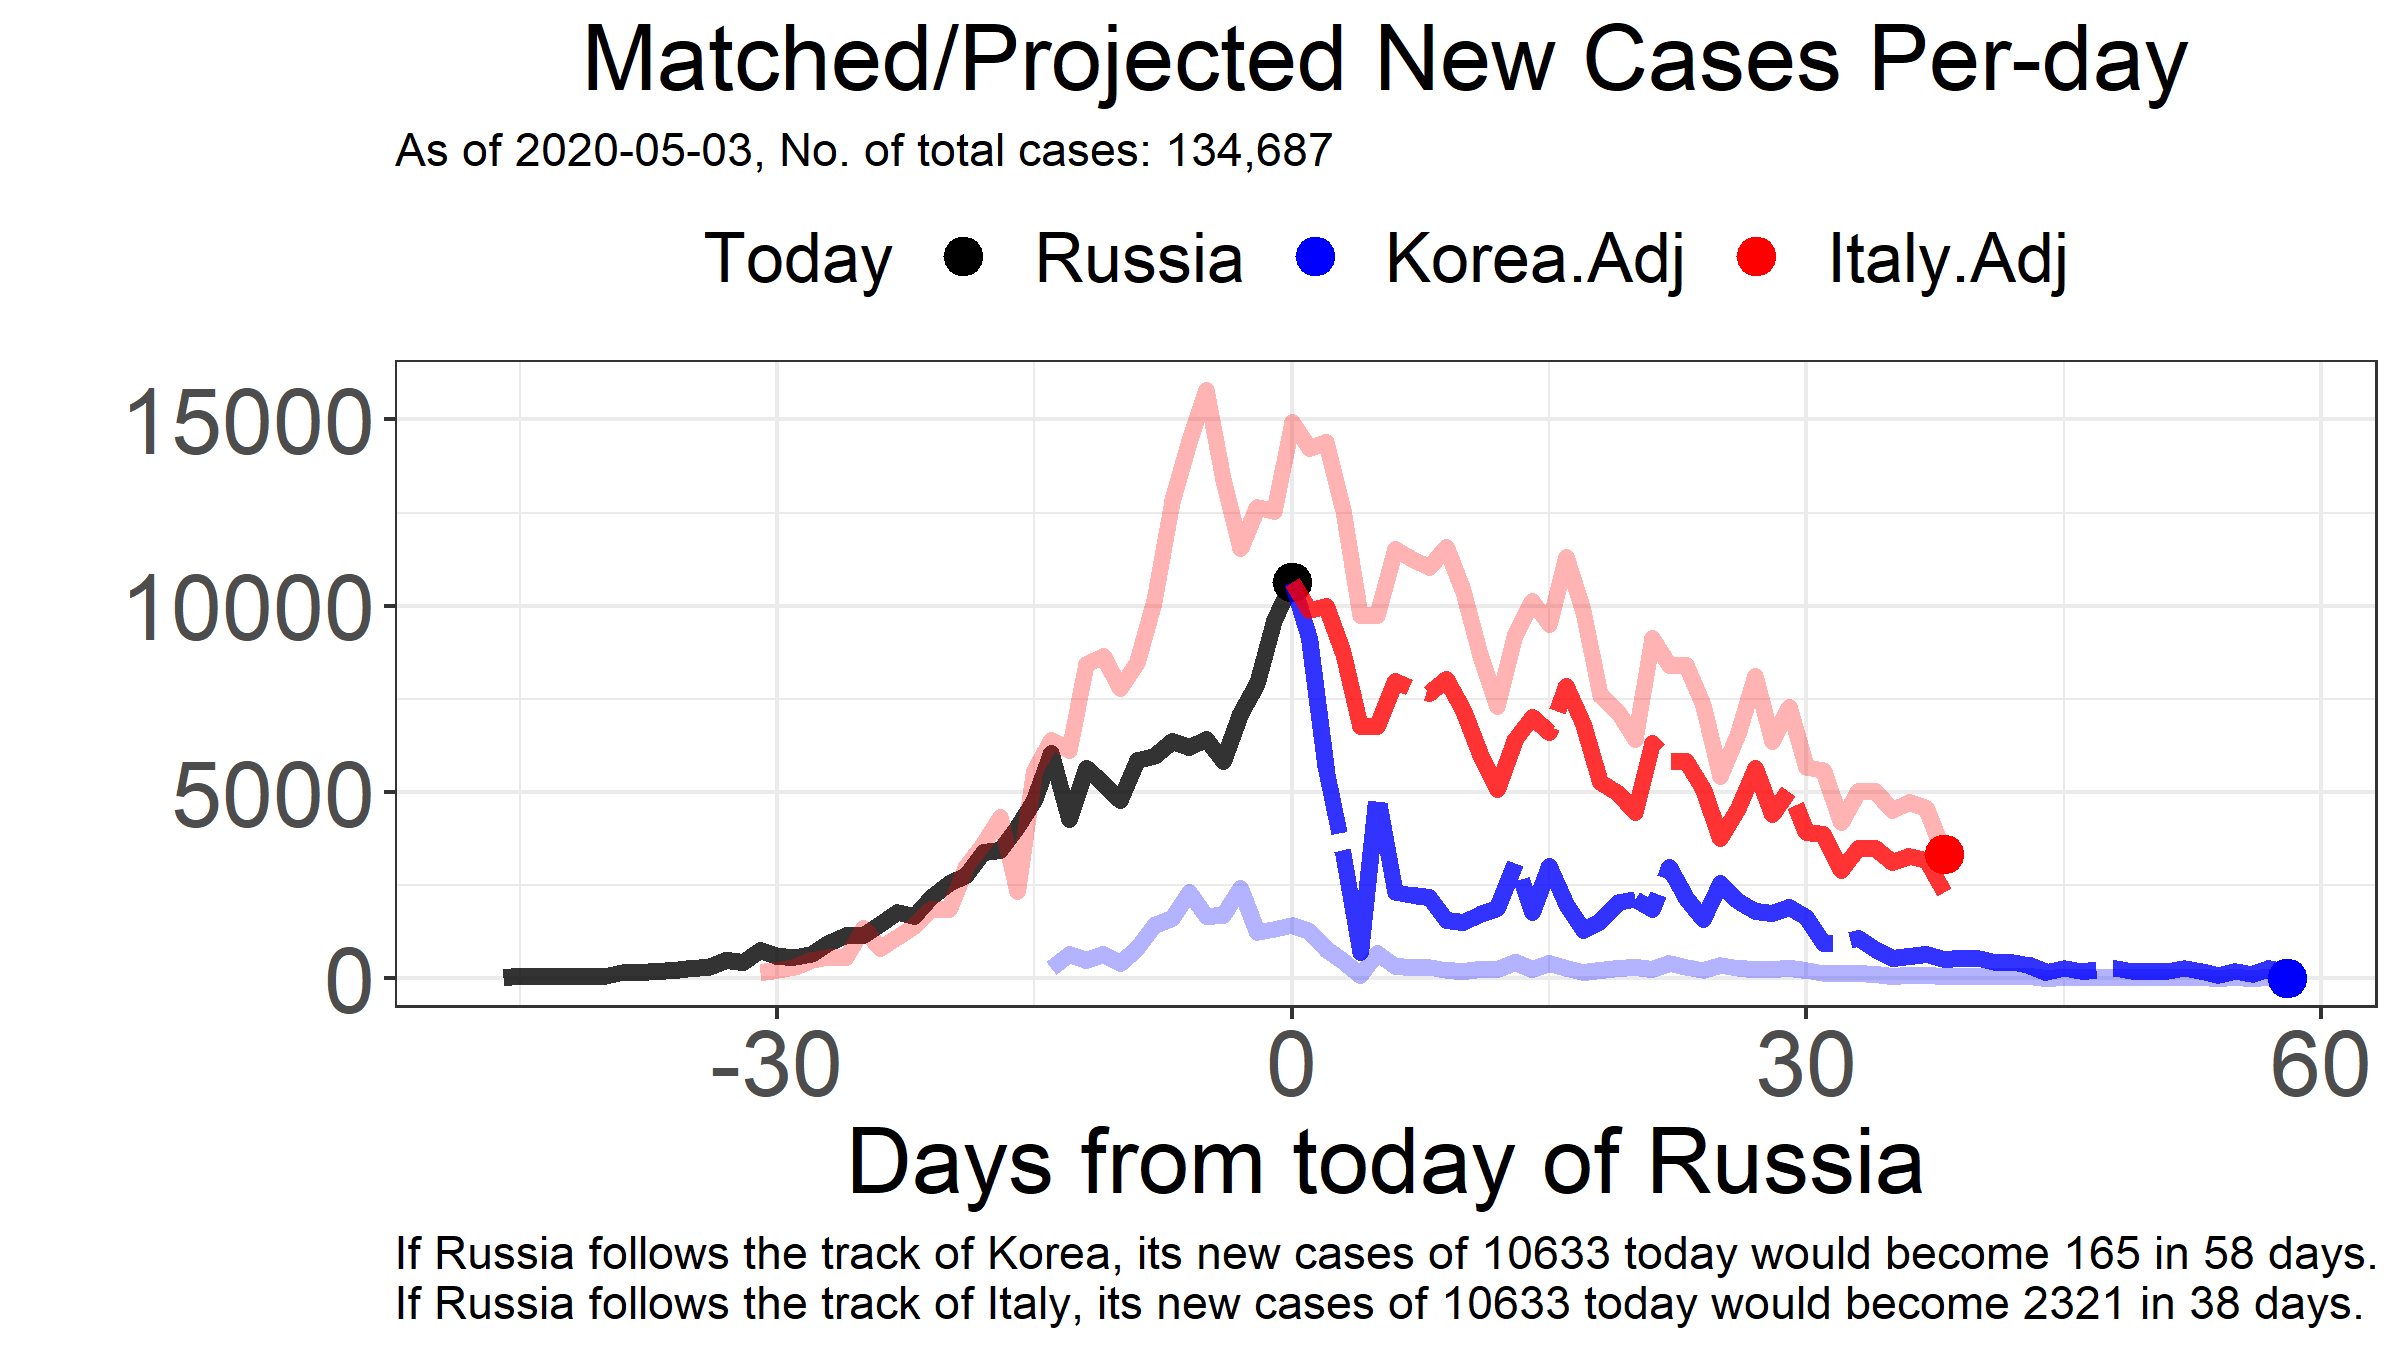 Matched/Projected New Cases Per-day
As of 2020-05-03, No. of total cases: 134,687
Today Russia Korea.Adj Italy.Adj
15000
10000
5000
0
-30 0 30 60
Days from today of Russia
If Russia follows the track of Korea, its new cases of 10633 today would become 165 in 58 days.
If Russia follows the track of Italy, its new cases of 10633 today would become 2321 in 38 days.